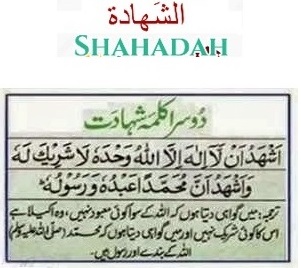 الشَهادة
SHAHADAH
دُوسرا کلمہ شہادت
اَشْهَدُ اَنْ لَّا اِلٰهَ اِلَّا اللهُ وَحْدَهٗ لَا شَرِيْكَ لَهٗ
وَاَشْهَدُ اَنَّ مُحَمَّدًا عَبْدُهٗ وَرَسُوْلُهٗ
ترجمہ: میں گواہی دیتا ہوں کہ اللہ کے سوا کوئی معبود نہیں، وہ اکیلا ہے
اس کا کوئی شریک نہیں اور میں گواہی دیتا ہوں کہ محمّد (صلی اللہ علیہ وسلم)
اللہ کے بندے اور رسول ہیں۔